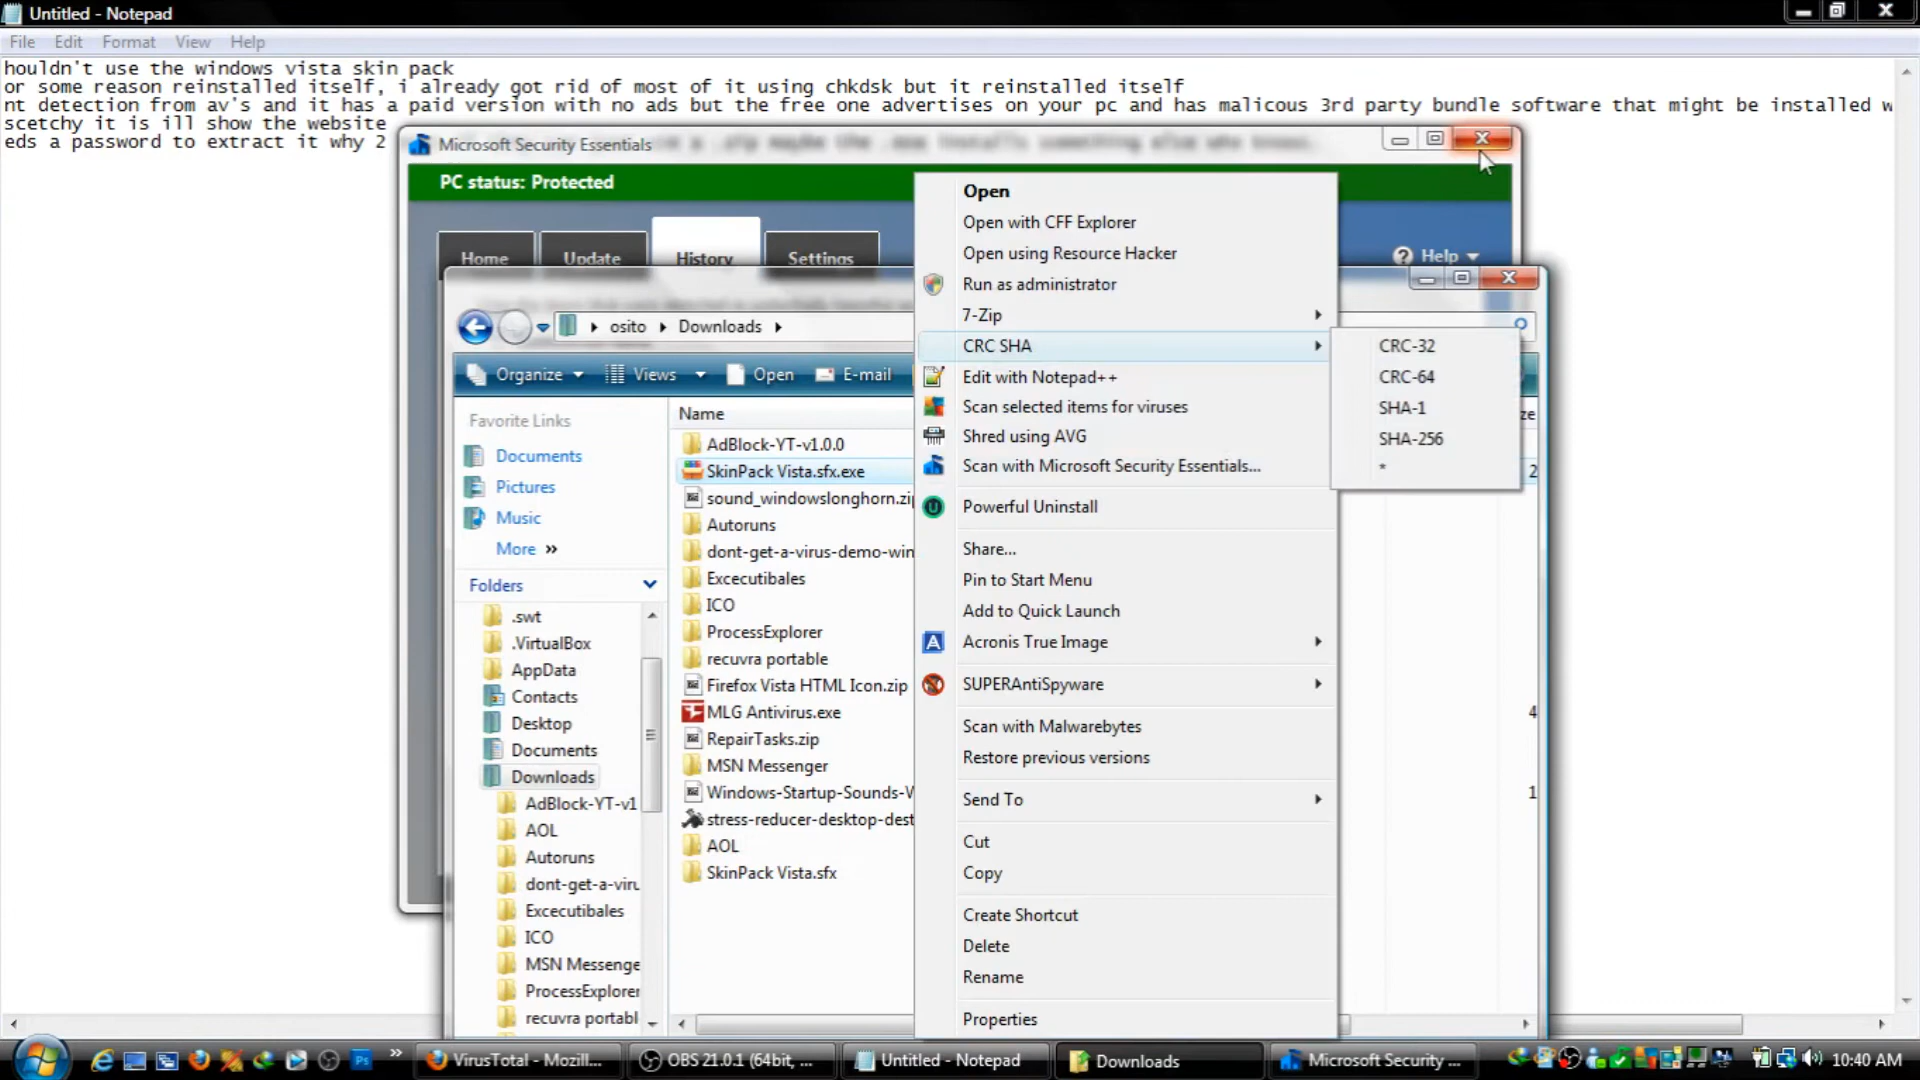 Untitled - Notepad
File Edit Format View Help
houldn't use the windows vista skin pack
or some reason reinstalled itself, i already got rid of most of it using chkdsk but it reinstalled itself
nt detection from av's and it has a paid version with no ads but the free one advertises on your pc and has malicous 3rd party bundle software that might be installed w
scetchy it is ill show the website
eds a password to extract it why 2
Microsoft Security Essentials
PC status: Protected
Home Update History Settings Help
osito Downloads
Organize Views Open E-mail
Favorite Links
Documents
Pictures
Music
More »
Folders
.swt
.VirtualBox
AppData
Contacts
Desktop
Documents
Downloads
AdBlock-YT-v1
AOL
Autoruns
dont-get-a-viru
Excecutibales
ICO
MSN Messenge
ProcessExplorer
recuvra portabl
Name
AdBlock-YT-v1.0.0
SkinPack Vista.sfx.exe
sound_windowslonghorn.zip
Autoruns
dont-get-a-virus-demo-win
Excecutibales
ICO
ProcessExplorer
recuvra portable
Firefox Vista HTML Icon.zip
MLG Antivirus.exe
RepairTasks.zip
MSN Messenger
Windows-Startup-Sounds-V
stress-reducer-desktop-dest
AOL
SkinPack Vista.sfx
ze
2
4
1
Open
Open with CFF Explorer
Open using Resource Hacker
Run as administrator
7-Zip
CRC SHA
Edit with Notepad++
Scan selected items for viruses
Shred using AVG
Scan with Microsoft Security Essentials...
Powerful Uninstall
Share...
Pin to Start Menu
Add to Quick Launch
Acronis True Image
SUPERAntiSpyware
Scan with Malwarebytes
Restore previous versions
Send To
Cut
Copy
Create Shortcut
Delete
Rename
Properties
CRC-32
CRC-64
SHA-1
SHA-256
*
» VirusTotal - Mozill... OBS 21.0.1 (64bit, ... Untitled - Notepad Downloads Microsoft Security ... 10:40 AM